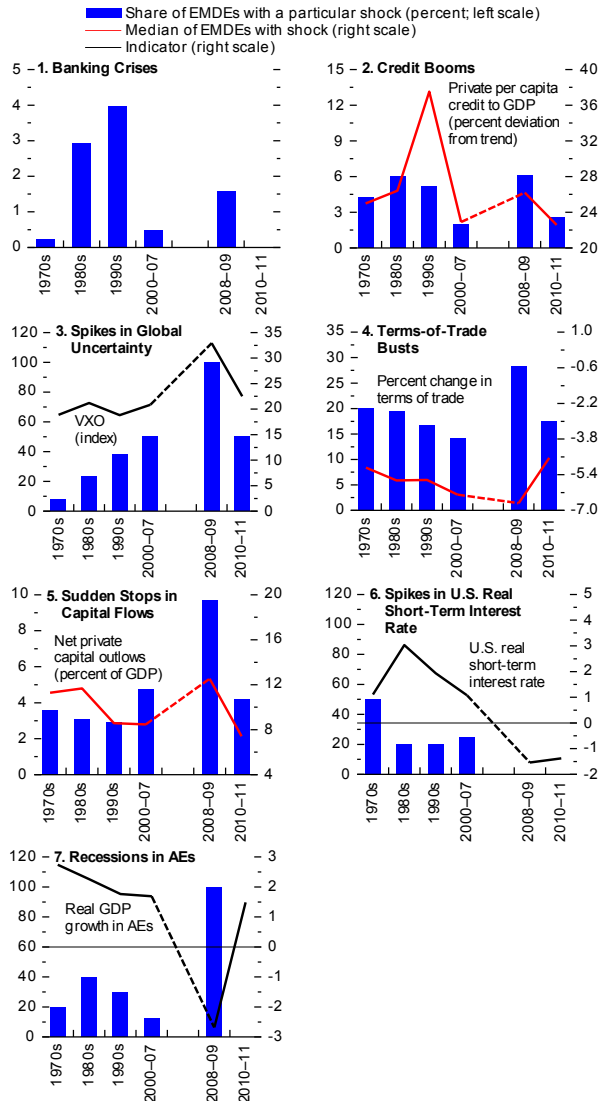 Share of EMDEs with a particular shock (percent; left scale)
Median of EMDEs with shock (right scale)
Indicator (right scale)
1. Banking Crises
5
4
3
2
1
0
1970s
1980s
1990s
2000–07
2008–09
2010–11
2. Credit Booms
Private per capita
credit to GDP
(percent deviation
from trend)
15
12
9
6
3
0
40
36
32
28
24
20
1970s
1980s
1990s
2000–07
2008–09
2010–11
3. Spikes in Global
Uncertainty
VXO
(index)
120
100
80
60
40
20
0
35
30
25
20
15
10
5
0
1970s
1980s
1990s
2000–07
2008–09
2010–11
4. Terms-of-Trade
Busts
Percent change in
terms of trade
35
30
25
20
15
10
5
0
1.0
-0.6
-2.2
-3.8
-5.4
-7.0
1970s
1980s
1990s
2000–07
2008–09
2010–11
5. Sudden Stops in
Capital Flows
Net private
capital outlows
(percent of GDP)
10
8
6
4
2
0
20
16
12
8
4
1970s
1980s
1990s
2000–07
2008–09
2010–11
6. Spikes in U.S. Real
Short-Term Interest
Rate
U.S. real
short-term
interest rate
120
100
80
60
40
20
0
5
4
3
2
1
0
-1
-2
1970s
1980s
1990s
2000–07
2008–09
2010–11
7. Recessions in AEs
Real GDP
growth in AEs
120
100
80
60
40
20
0
3
2
1
0
-1
-2
-3
1970s
1980s
1990s
2000–07
2008–09
2010–11